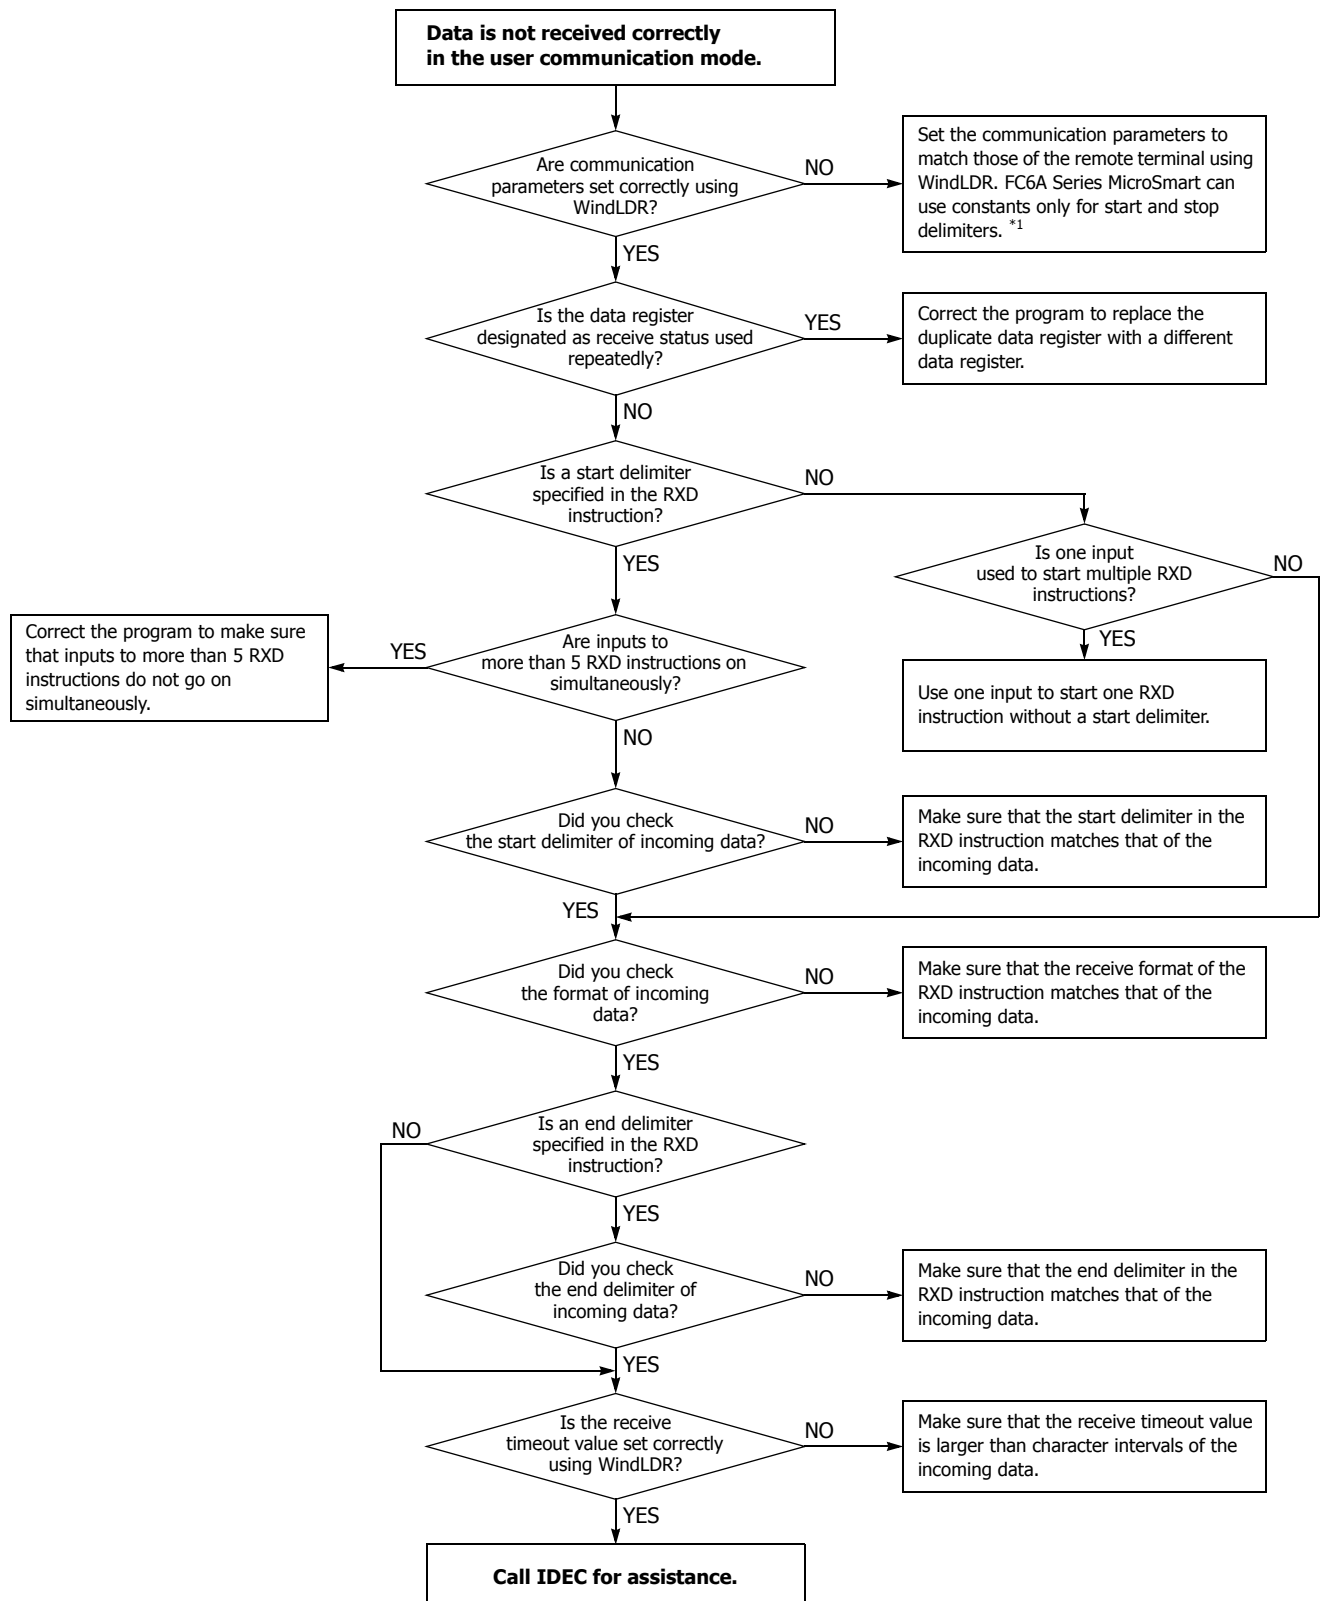 Data is not received correctly
in the user communication mode.
Are communication
parameters set correctly using
WindLDR?
NO
Set the communication parameters to
match those of the remote terminal using
WindLDR. FC6A Series MicroSmart can
use constants only for start and stop
delimiters. *1
YES
Is the data register
designated as receive status used
repeatedly?
YES
Correct the program to replace the
duplicate data register with a different
data register.
NO
Is a start delimiter
specified in the RXD
instruction?
NO
Is one input
used to start multiple RXD
instructions?
NO
YES
Use one input to start one RXD
instruction without a start delimiter.
YES
Are inputs to
more than 5 RXD instructions on
simultaneously?
YES
Correct the program to make sure
that inputs to more than 5 RXD
instructions do not go on
simultaneously.
NO
Did you check
the start delimiter of incoming data?
NO
Make sure that the start delimiter in the
RXD instruction matches that of the
incoming data.
YES
Did you check
the format of incoming
data?
NO
Make sure that the receive format of the
RXD instruction matches that of the
incoming data.
YES
Is an end delimiter
specified in the RXD
instruction?
NO
YES
Did you check
the end delimiter of
incoming data?
NO
Make sure that the end delimiter in the
RXD instruction matches that of the
incoming data.
YES
Is the receive
timeout value set correctly
using WindLDR?
NO
Make sure that the receive timeout value
is larger than character intervals of the
incoming data.
YES
Call IDEC for assistance.